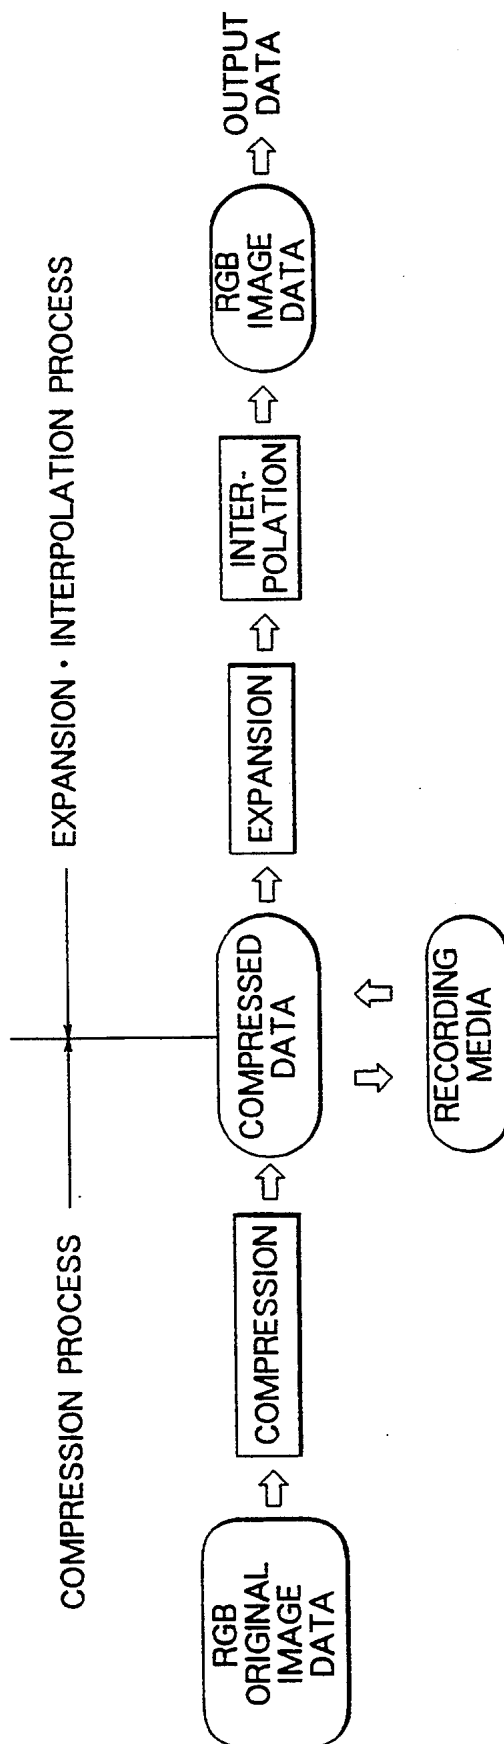 COMPRESSION PROCESS
EXPANSION · INTERPOLATION PROCESS
RGB
ORIGINAL
IMAGE
DATA
COMPRESSION
COMPRESSED
DATA
EXPANSION
INTER-
POLATION
RGB
IMAGE
DATA
OUTPUT
DATA
RECORDING
MEDIA